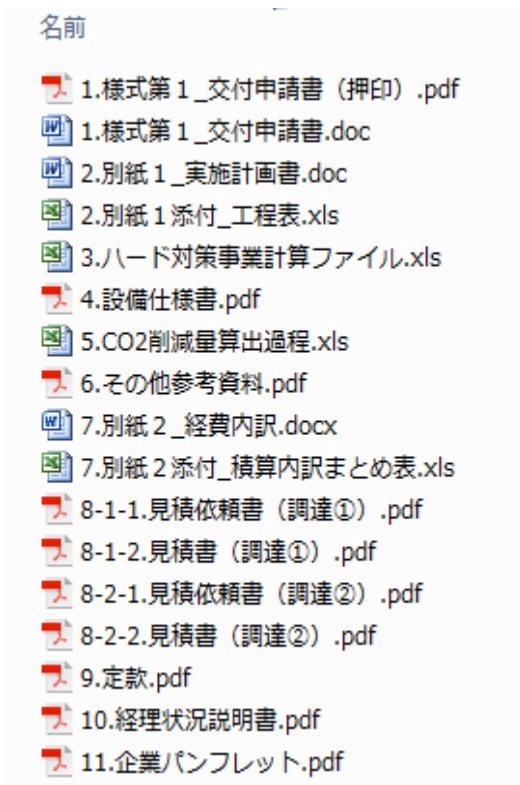 名前
1.様式第１_交付申請書（押印）.pdf
1.様式第１_交付申請書.doc
2.別紙１_実施計画書.doc
2.別紙１添付_工程表.xls
3.ハード対策事業計算ファイル.xls
4.設備仕様書.pdf
5.CO2削減量算出過程.xls
6.その他参考資料.pdf
7.別紙２_経費内訳.docx
7.別紙２添付_積算内訳まとめ表.xls
8-1-1.見積依頼書（調達①）.pdf
8-1-2.見積書（調達①）.pdf
8-2-1.見積依頼書（調達②）.pdf
8-2-2.見積書（調達②）.pdf
9.定款.pdf
10.経理状況説明書.pdf
11.企業パンフレット.pdf